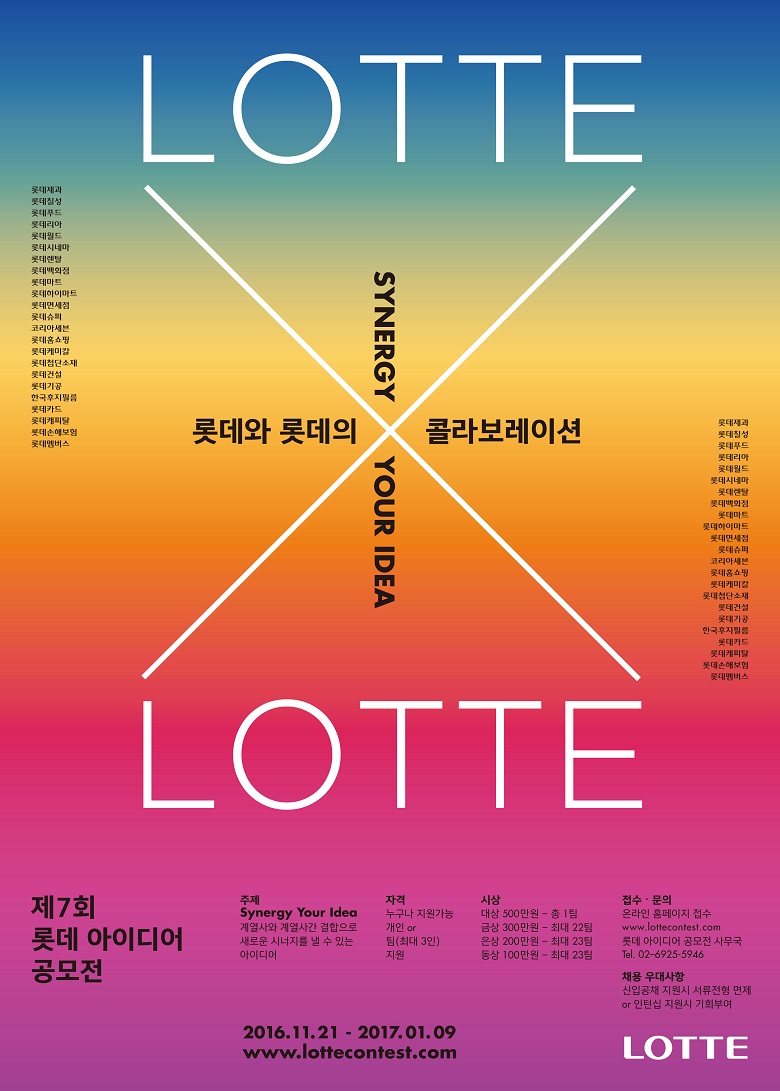 LOTTE
롯데제과
롯데칠성
롯데푸드
롯데리아
롯데월드
롯데시네마
롯데렌탈
롯데백화점
롯데마트
롯데하이마트
롯데면세점
롯데슈퍼
코리아세븐
롯데홈쇼핑
롯데케미칼
롯데첨단소재
롯데건설
롯데기공
한국후지필름
롯데카드
롯데캐피탈
롯데손해보험
롯데멤버스
SYNERGY
롯데와 롯데의 콜라보레이션
YOUR IDEA
롯데제과
롯데칠성
롯데푸드
롯데리아
롯데월드
롯데시네마
롯데렌탈
롯데백화점
롯데마트
롯데하이마트
롯데면세점
롯데슈퍼
코리아세븐
롯데홈쇼핑
롯데케미칼
롯데첨단소재
롯데건설
롯데기공
한국후지필름
롯데카드
롯데캐피탈
롯데손해보험
롯데멤버스
LOTTE
제7회
롯데 아이디어
공모전
주제
Synergy Your Idea
계열사와 계열사간 결합으로
새로운 시너지를 낼 수 있는
아이디어
자격
누구나 지원가능
개인 or
팀(최대 3인)
지원
시상
대상 500만원 – 총 1팀
금상 300만원 – 최대 22팀
은상 200만원 – 최대 23팀
동상 100만원 – 최대 23팀
접수 · 문의
온라인 홈페이지 접수
www.lottecontest.com
롯데 아이디어 공모전 사무국
Tel. 02–6925-5946
채용 우대사항
신입공채 지원시 서류전형 면제
or 인턴십 지원시 기회부여
2016.11.21 - 2017.01.09
www.lottecontest.com
LOTTE